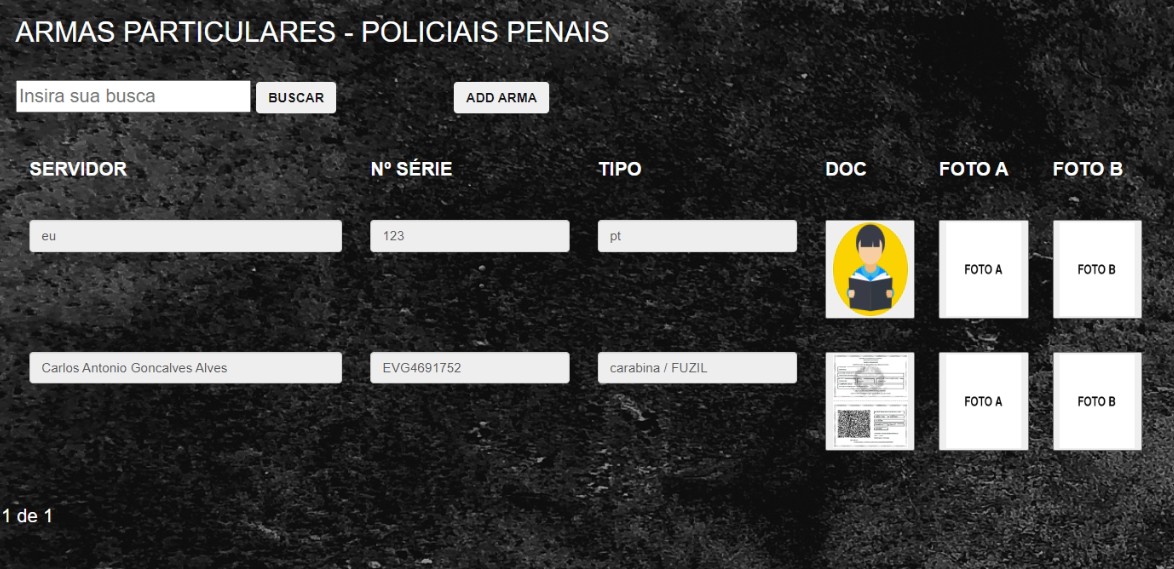 ARMAS PARTICULARES - POLICIAIS PENAIS
Insira sua busca BUSCAR ADD ARMA
SERVIDOR Nº SÉRIE TIPO DOC FOTO A FOTO B
eu 123 pt FOTO A FOTO B
Carlos Antonio Goncalves Alves EVG4691752 carabina / FUZIL FOTO A FOTO B
1 de 1